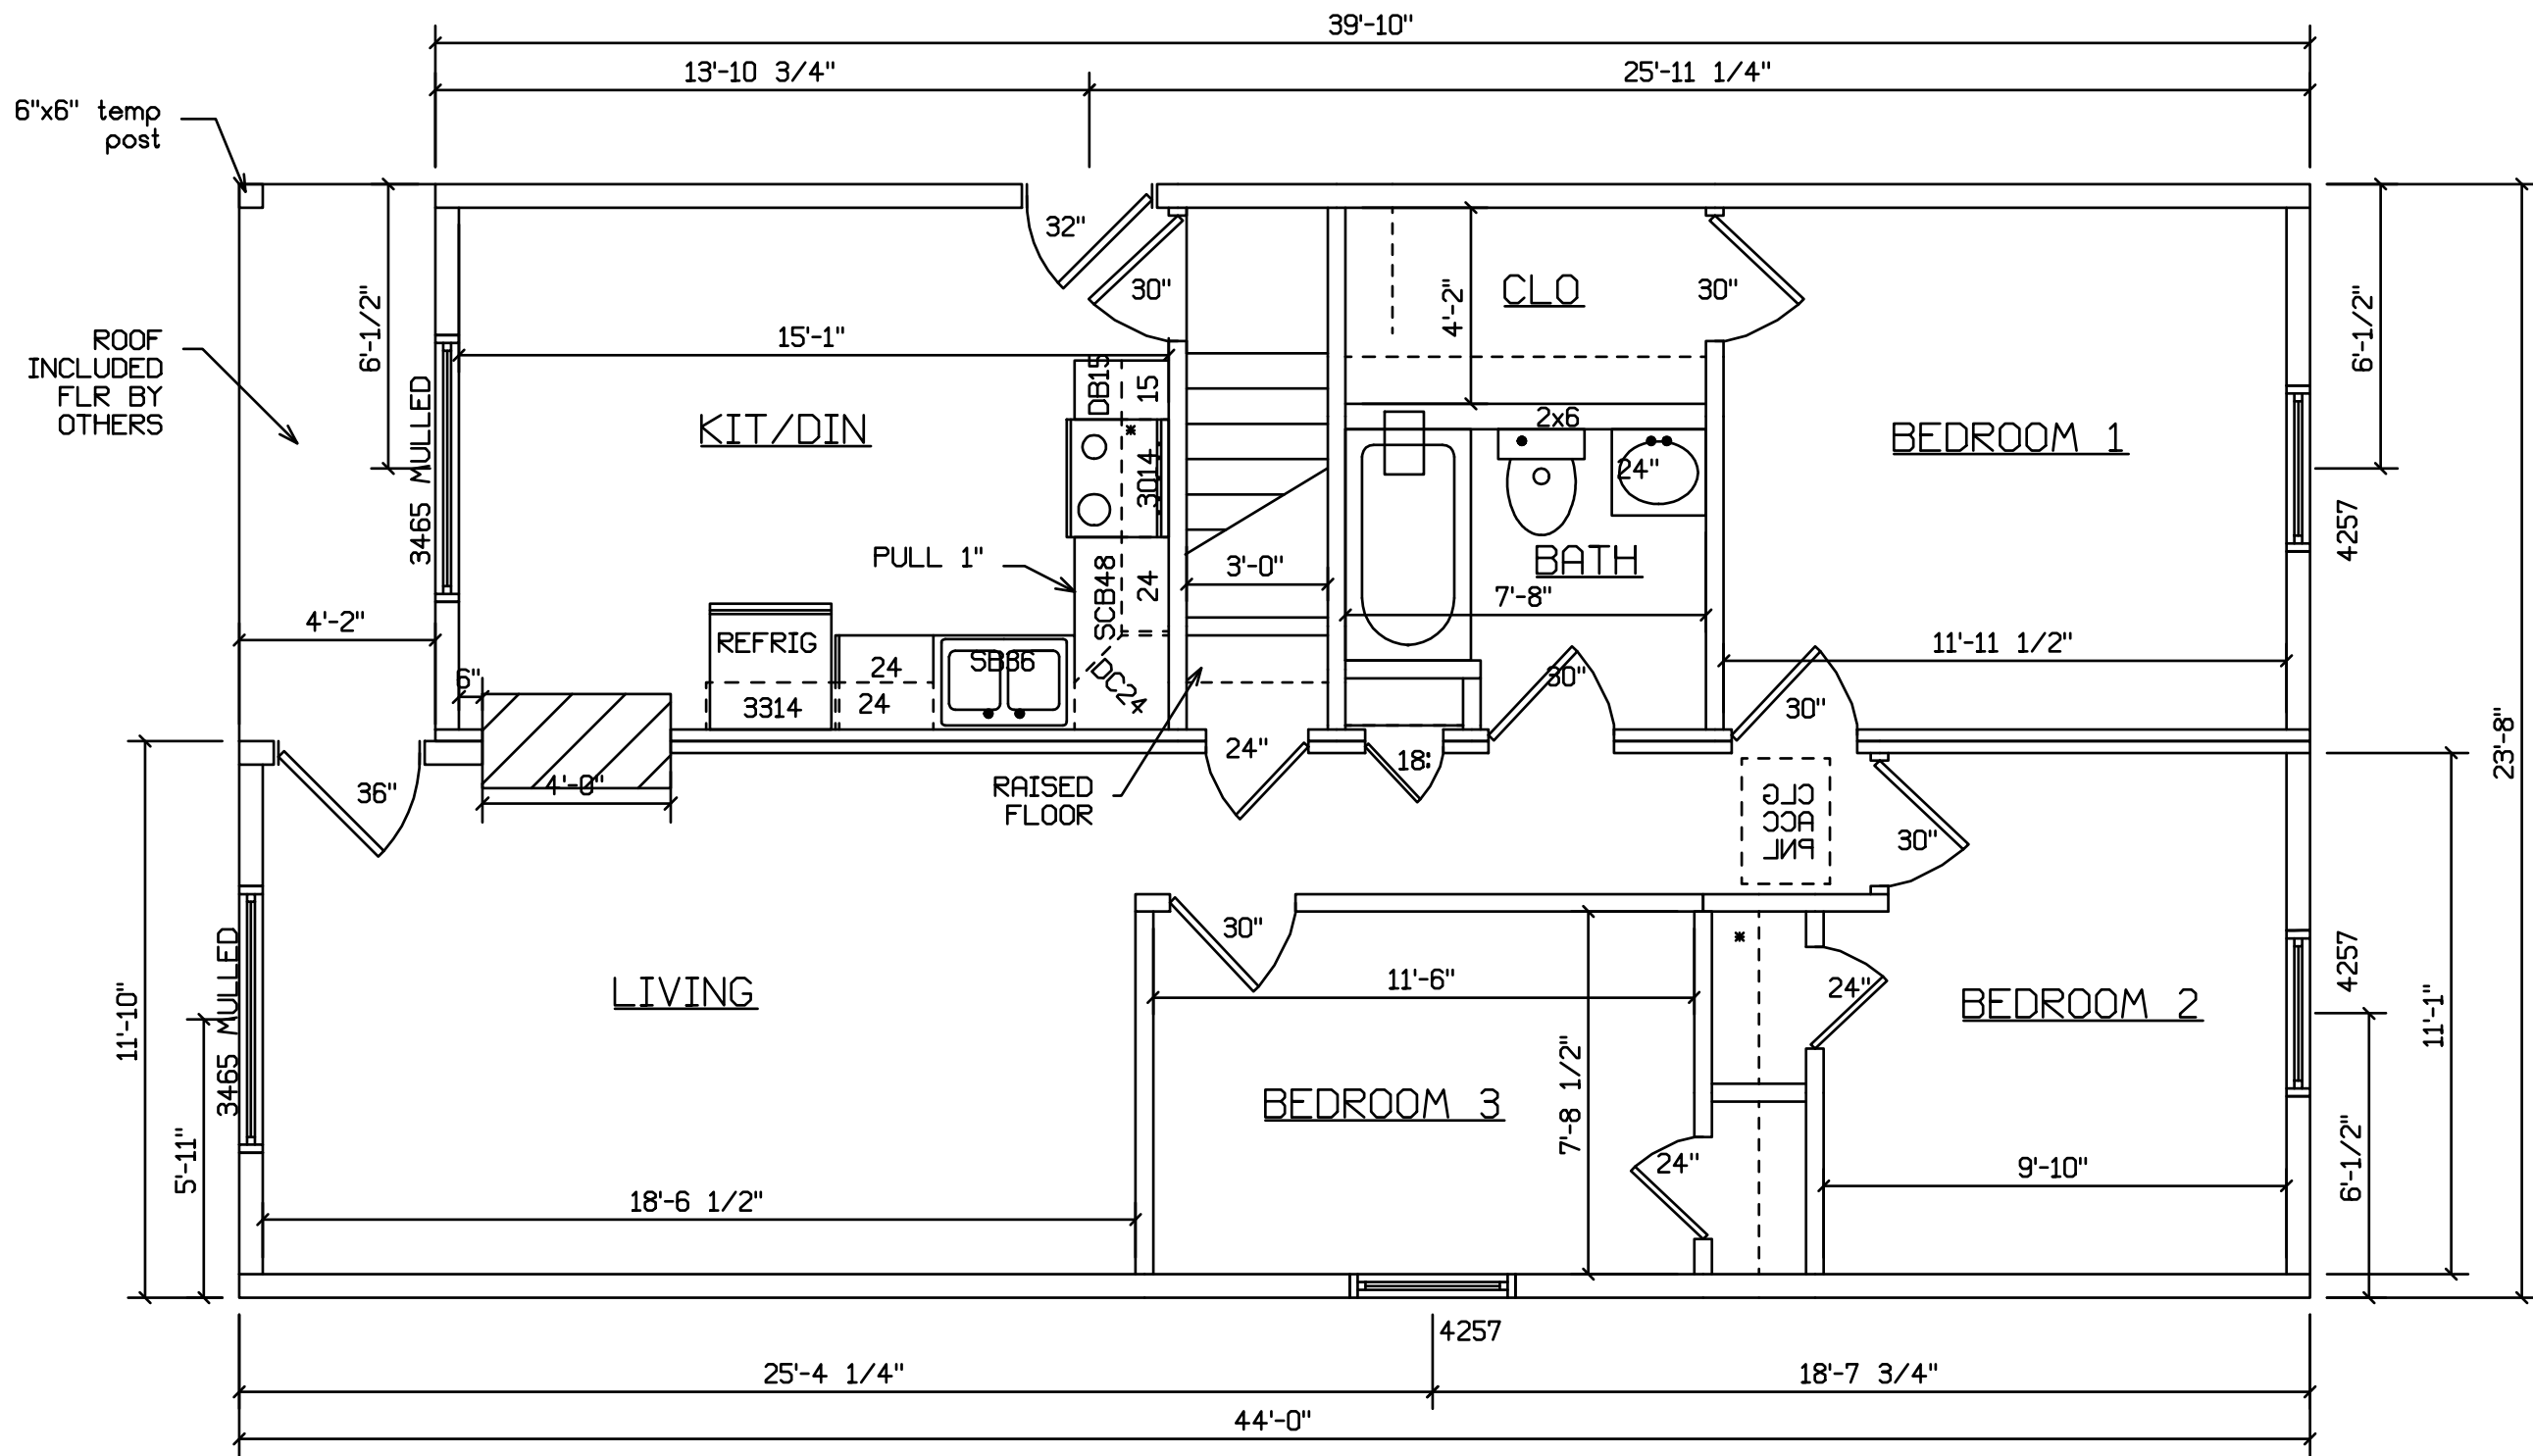 39'-10"
13'-10 3/4"
25'-11 1/4"
6"x6" temp
post
32"
30"
CLO
30"
4'-2"
6'-1/2"
6'-1/2"
ROOF
INCLUDED
FLR BY
OTHERS
15'-1"
DB15
15
3465 MULLED
KIT/DIN
*
3014
2x6
24"
BEDROOM 1
4257
PULL 1"
SCB48
24
3'-0"
BATH
7'-8"
4'-2"
11'-11 1/2"
REFRIG
24
SB36
DC24
6"
3314
24
30"
30"
23'-8"
36"
4'-0"
RAISED
FLOOR
24"
18"
CLG
ACC
PNL
30"
30"
*
3465 MULLED
LIVING
11'-6"
24"
BEDROOM 2
4257
11'-1"
11'-10"
7'-8 1/2"
BEDROOM 3
5'-11"
24"
9'-10"
6'-1/2"
18'-6 1/2"
4257
25'-4 1/4"
18'-7 3/4"
44'-0"